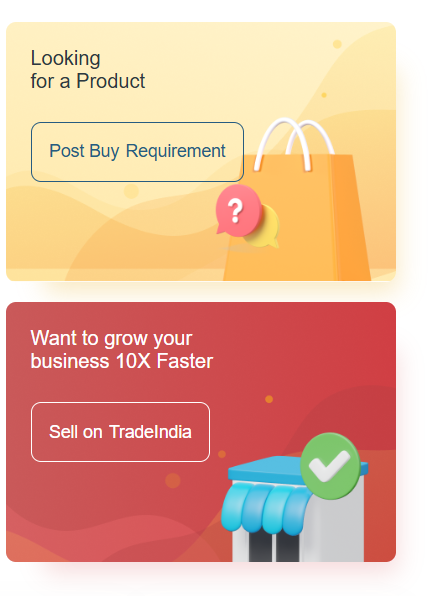 Looking
for a Product
Post Buy Requirement
?
Want to grow your
business 10X Faster
Sell on TradeIndia